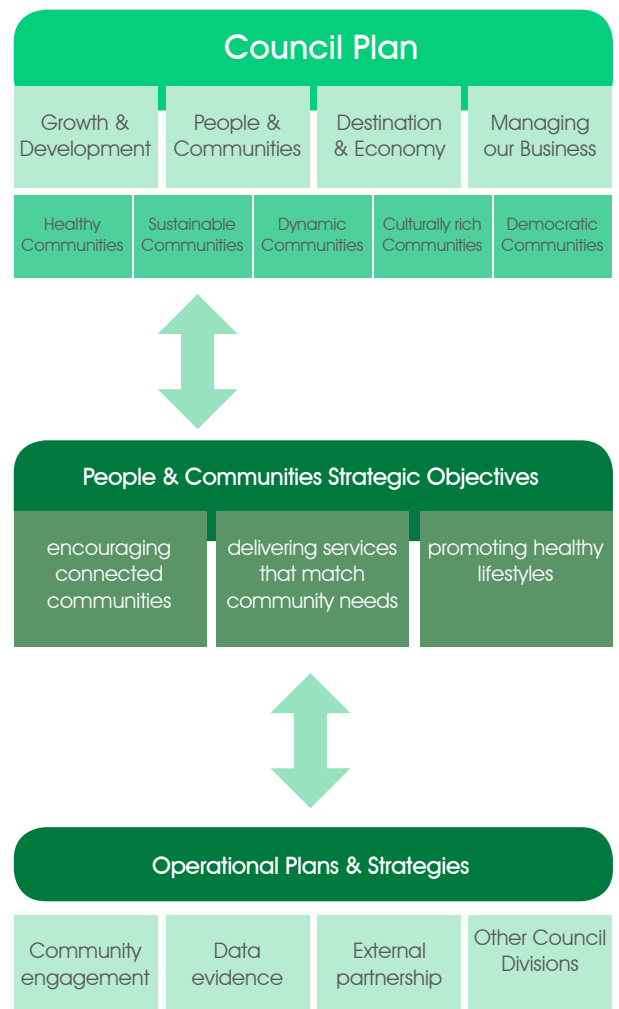 Council Plan
Growth &
Development
People &
Communities
Destination
& Economy
Managing
our Business
Healthy
Communities
Sustainable
Communities
Dynamic
Communities
Culturally rich
Communities
Democratic
Communities
People & Communities Strategic Objectives
encouraging
connected
communities
delivering services
that match
community needs
promoting healthy
lifestyles
Operational Plans & Strategies
Community
engagement
Data
evidence
External
partnership
Other Council
Divisions